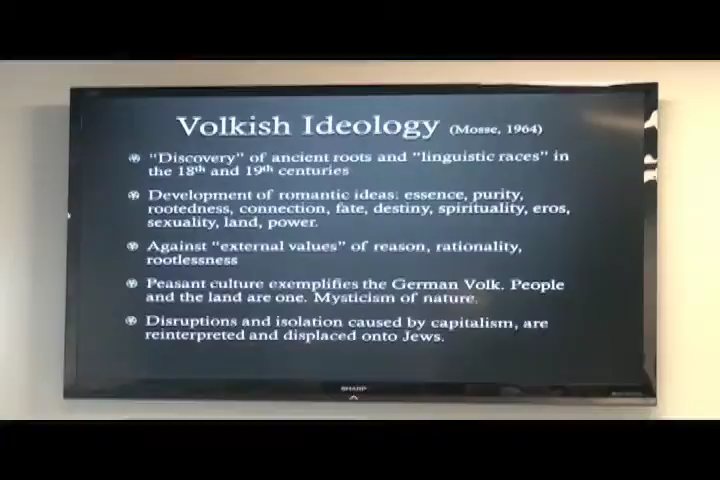 Volkish Ideology (Mosse, 1964)
"Discovery" of ancient roots and "linguistic races" in
the 18th and 19th centuries
Development of romantic ideas: essence, purity,
rootedness, connection, fate, destiny, spirituality, eros,
sexuality, land, power.
Against "external values" of reason, rationality,
rootlessness
Peasant culture exemplifies the German Volk. People
and the land are one. Mysticism of nature.
Disruptions and isolation caused by capitalism, are
reinterpreted and displaced onto Jews.
SHARP